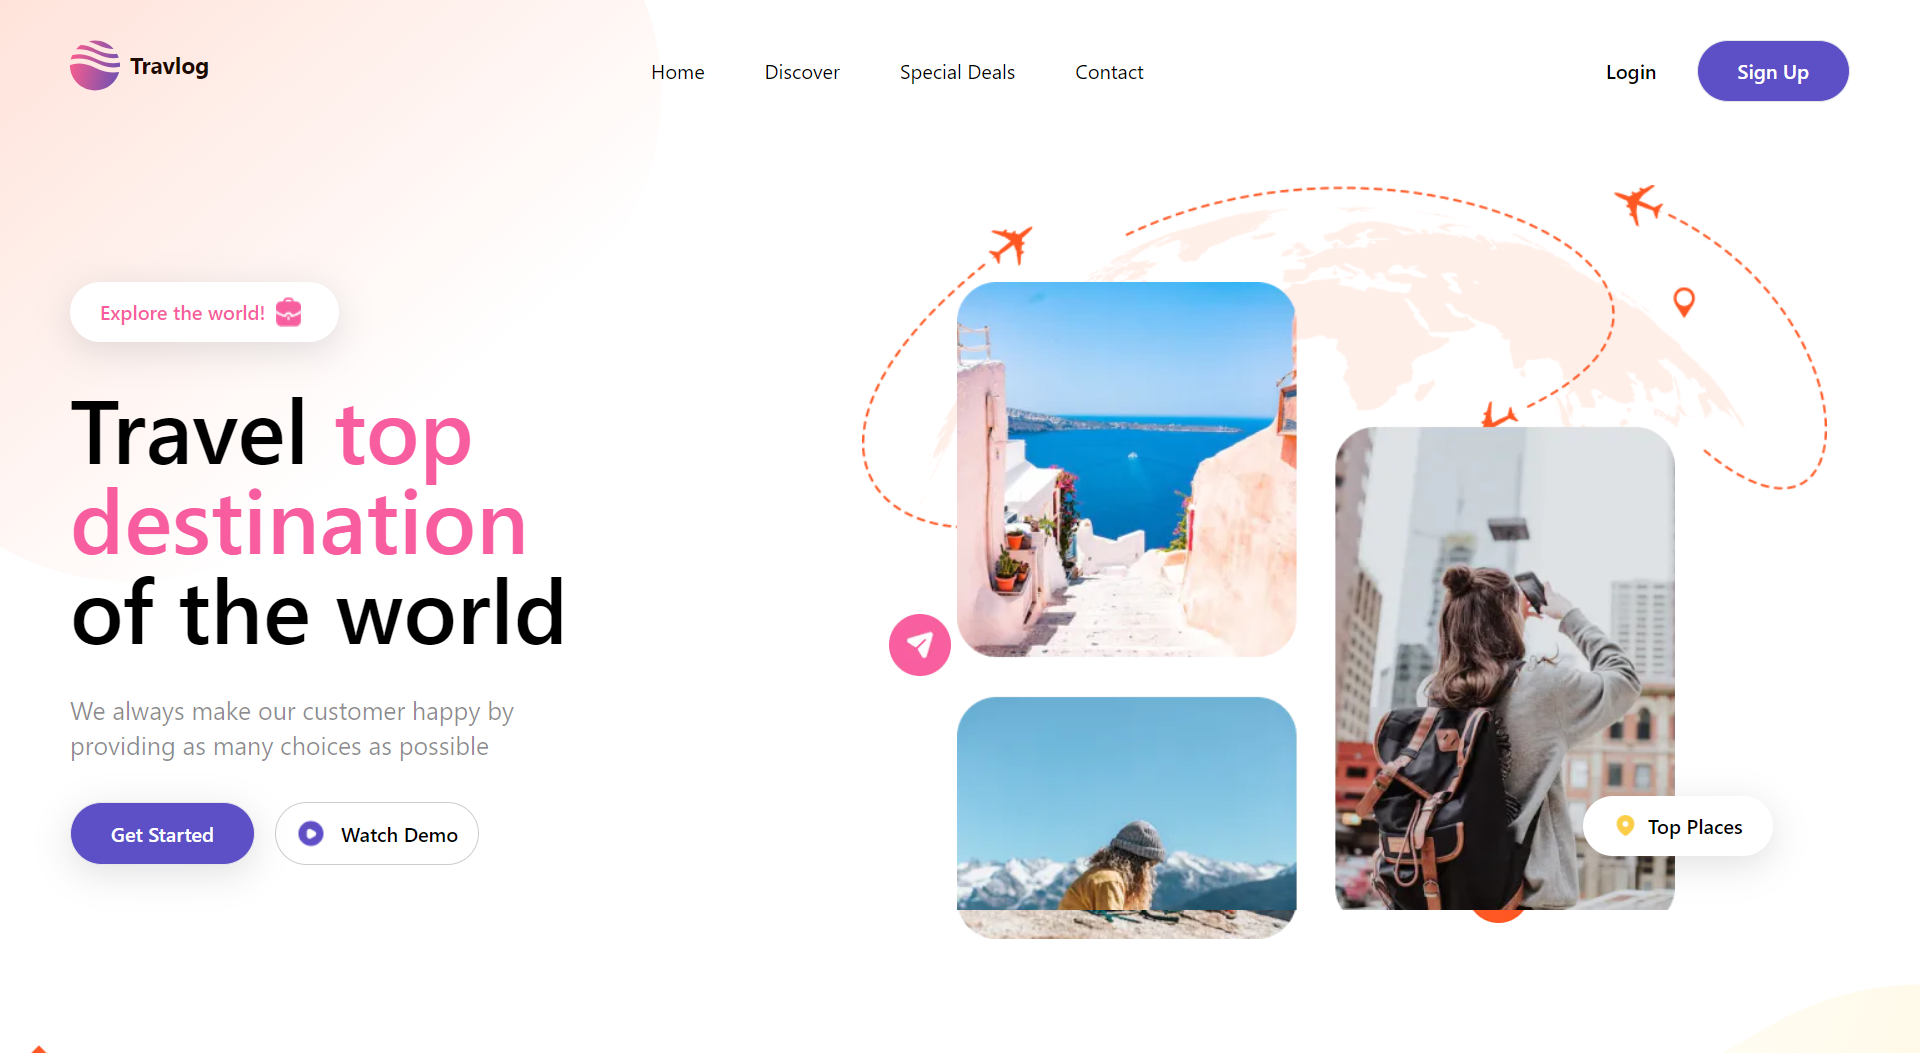 Travlog
Home
Discover
Special Deals
Contact
Login
Sign Up
Explore the world!
Travel top
destination
of the world
We always make our customer happy by
providing as many choices as possible
Get Started
Watch Demo
Top Places